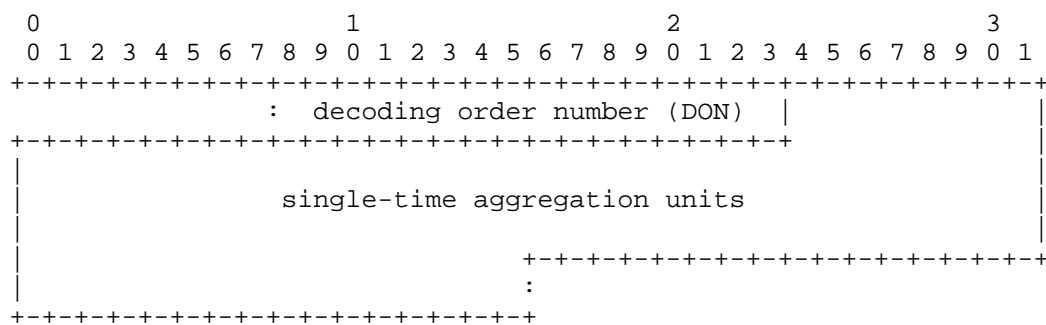 0                   1                   2                   3
 0 1 2 3 4 5 6 7 8 9 0 1 2 3 4 5 6 7 8 9 0 1 2 3 4 5 6 7 8 9 0 1
+-+-+-+-+-+-+-+-+-+-+-+-+-+-+-+-+-+-+-+-+-+-+-+-+-+-+-+-+-+-+-+-+
                :  decoding order number (DON)  |               |
+-+-+-+-+-+-+-+-+-+-+-+-+-+-+-+-+-+-+-+-+-+-+-+-+               |
|                                                               |
|                single-time aggregation units                  |
|                                                               |
|                               +-+-+-+-+-+-+-+-+-+-+-+-+-+-+-+-+
|                               :
+-+-+-+-+-+-+-+-+-+-+-+-+-+-+-+-+